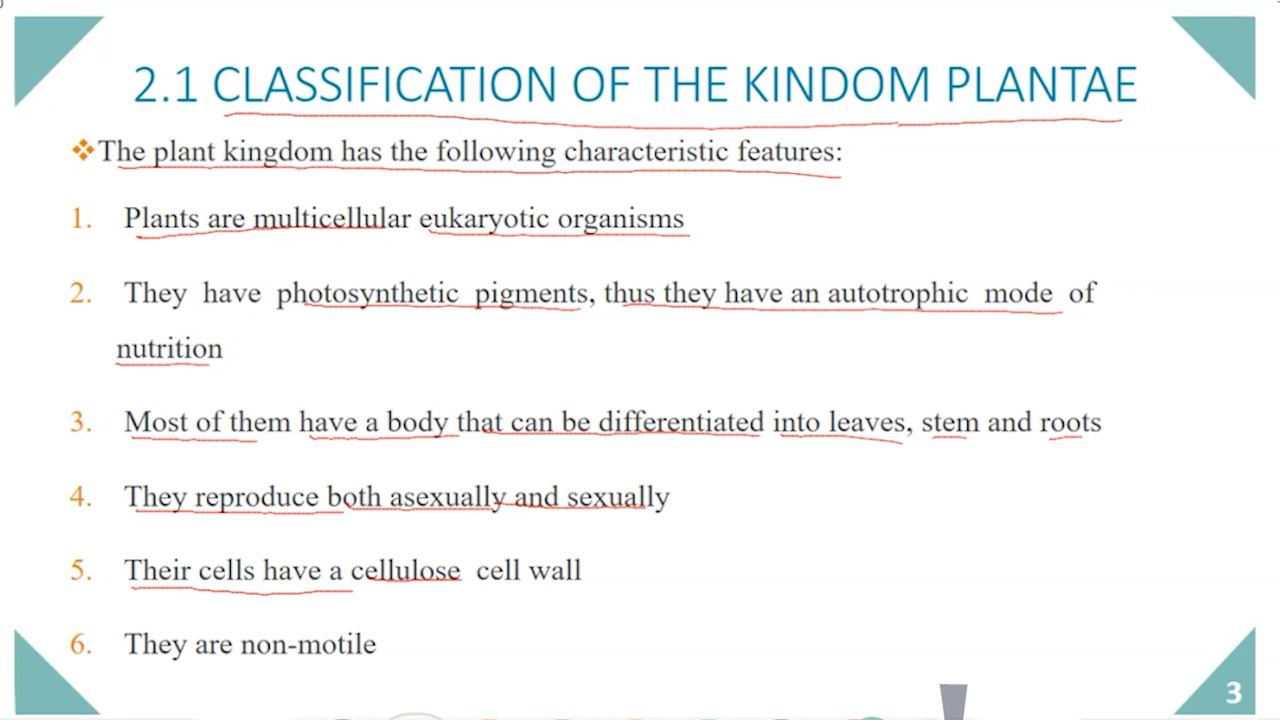 2.1 CLASSIFICATION OF THE KINDOM PLANTAE
❖The plant kingdom has the following characteristic features:
1. Plants are multicellular eukaryotic organisms
2. They have photosynthetic pigments, thus they have an autotrophic mode of
nutrition
3. Most of them have a body that can be differentiated into leaves, stem and roots
4. They reproduce both asexually and sexually
5. Their cells have a cellulose cell wall
6. They are non-motile
3